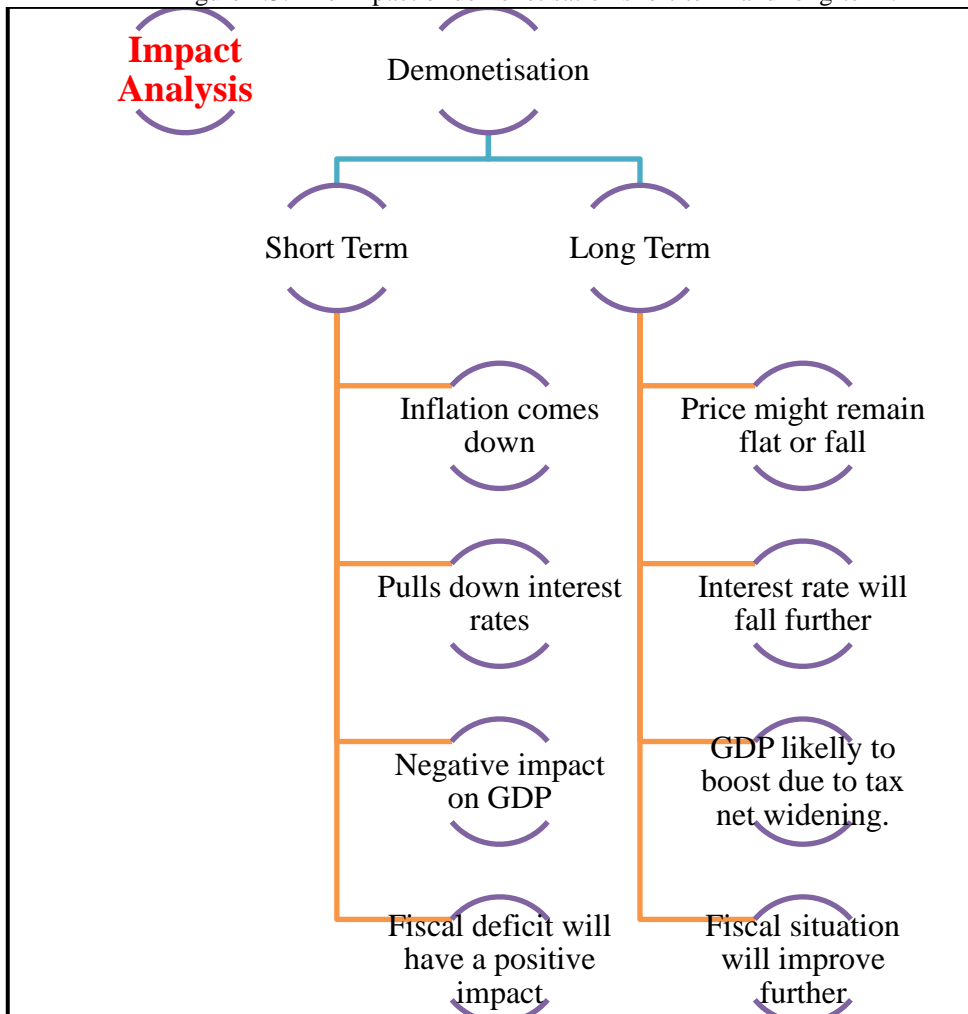 Impact
Analysis
Demonetisation
Short Term
Long Term
Inflation comes
down
Price might remain
flat or fall
Pulls down interest
rates
Interest rate will
fall further
Negative impact
on GDP
GDP likelly to
boost due to tax
net widening.
Fiscal deficit will
have a positive
impact
Fiscal situation
will improve
further